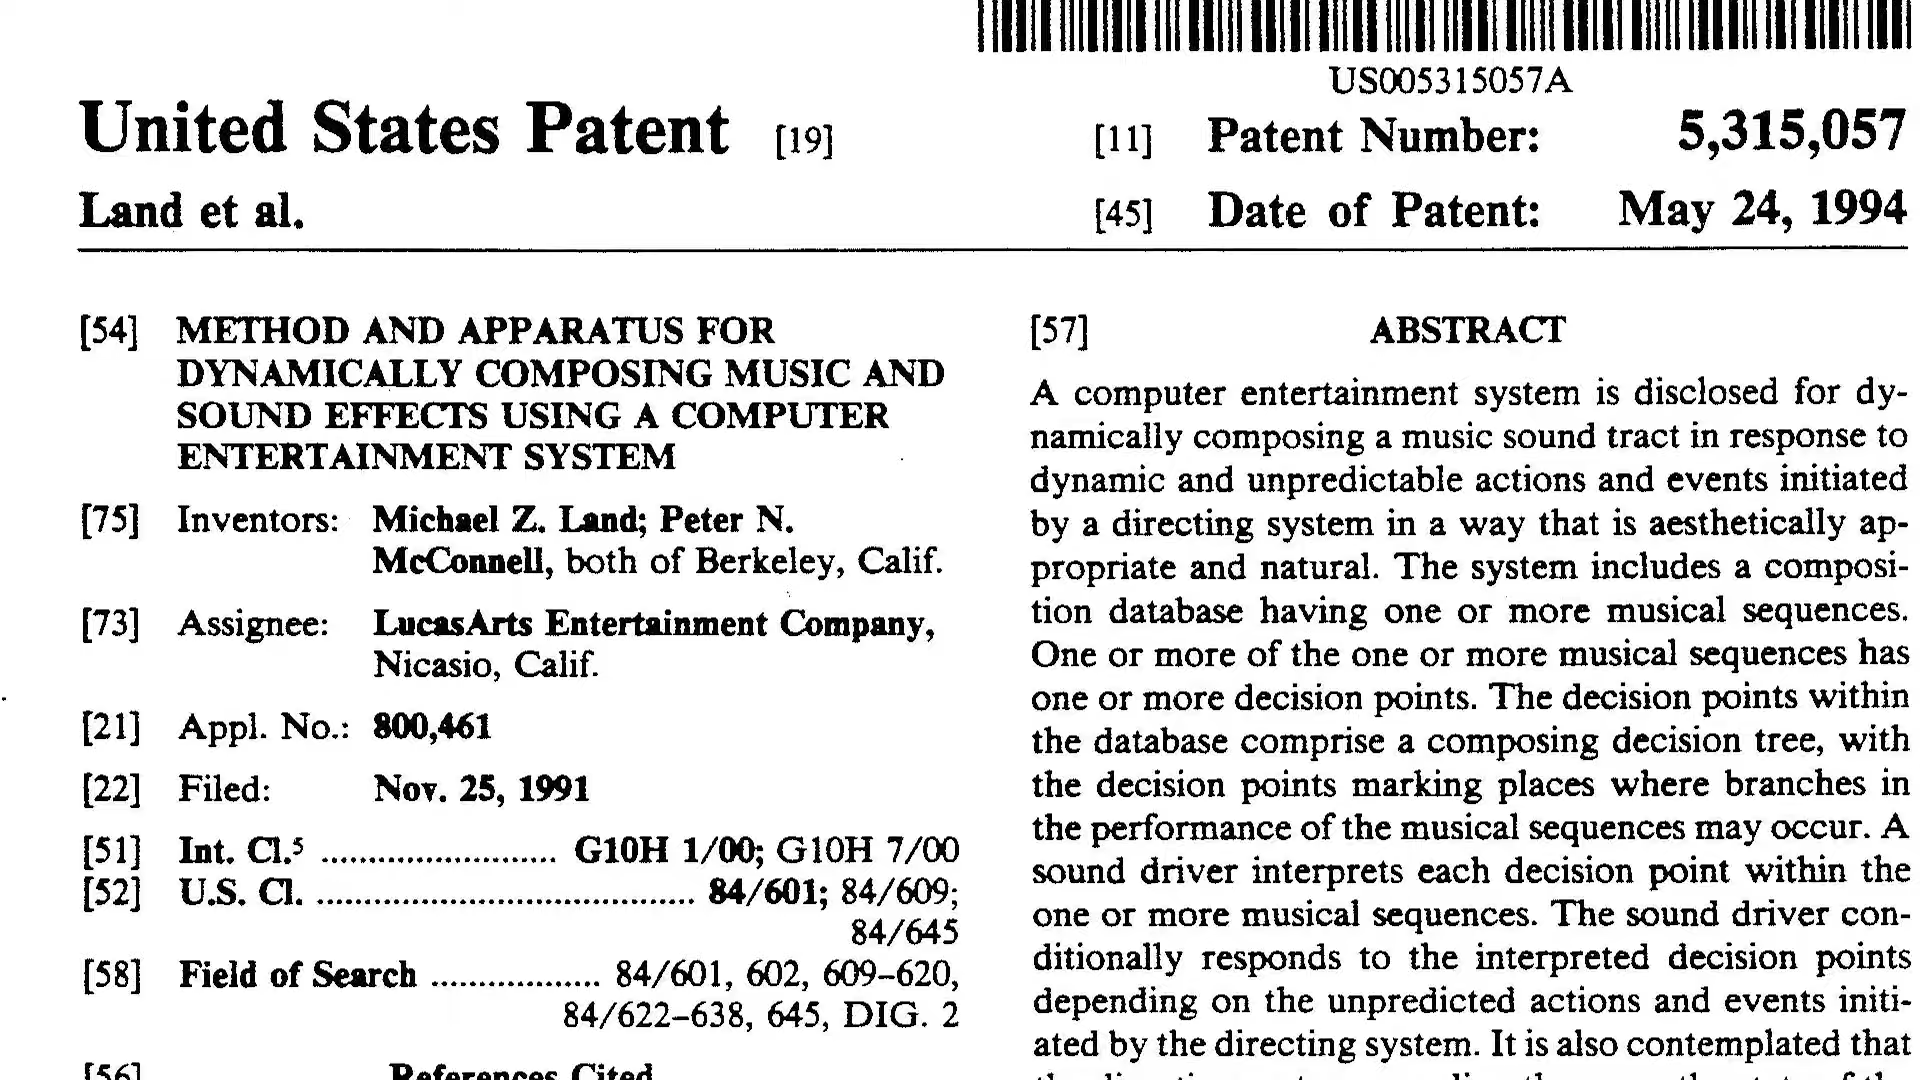 US005315057A
United States Patent [19]
[11] Patent Number: 5,315,057
Land et al.
[45] Date of Patent: May 24, 1994
[54] METHOD AND APPARATUS FOR
DYNAMICALLY COMPOSING MUSIC AND
SOUND EFFECTS USING A COMPUTER
ENTERTAINMENT SYSTEM
[75] Inventors: Michael Z. Land; Peter N.
McConnell, both of Berkeley, Calif.
[73] Assignee: LucasArts Entertainment Company,
Nicasio, Calif.
[21] Appl. No.: 800,461
[22] Filed: Nov. 25, 1991
[51] Int. Cl.⁵ ......................... G10H 1/00; G10H 7/00
[52] U.S. Cl. ........................................ 84/601; 84/609;
84/645
[58] Field of Search .................. 84/601, 602, 609-620,
84/622-638, 645, DIG. 2
[56] References Cited
[57] ABSTRACT
A computer entertainment system is disclosed for dy-
namically composing a music sound tract in response to
dynamic and unpredictable actions and events initiated
by a directing system in a way that is aesthetically ap-
propriate and natural. The system includes a composi-
tion database having one or more musical sequences.
One or more of the one or more musical sequences has
one or more decision points. The decision points within
the database comprise a composing decision tree, with
the decision points marking places where branches in
the performance of the musical sequences may occur. A
sound driver interprets each decision point within the
one or more musical sequences. The sound driver con-
ditionally responds to the interpreted decision points
depending on the unpredicted actions and events initi-
ated by the directing system. It is also contemplated that